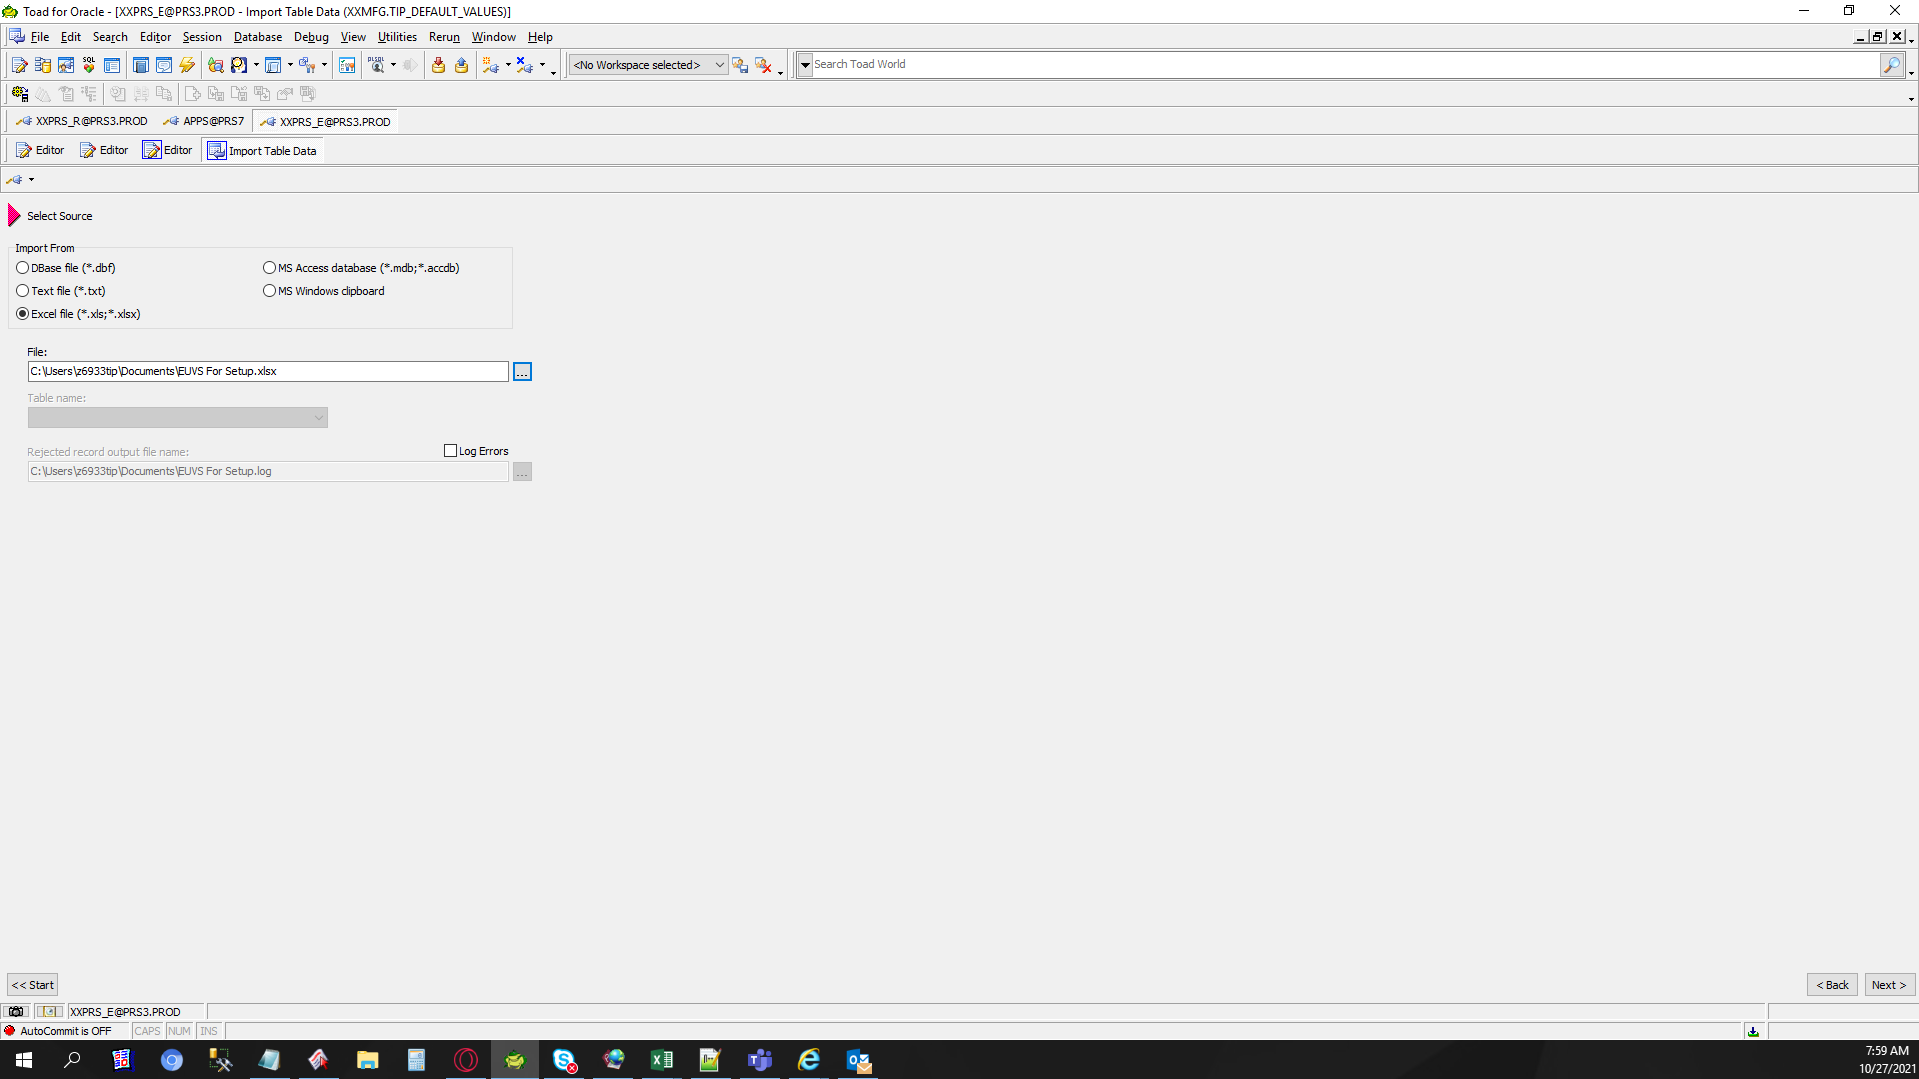 Toad for Oracle - [XXPRS_E@PRS3.PROD - Import Table Data (XXMFG.TIP_DEFAULT_VALUES)]
File Edit Search Editor Session Database Debug View Utilities Rerun Window Help
SQL
<No Workspace selected>
Search Toad World
XXPRS_R@PRS3.PROD APPS@PRS7 XXPRS_E@PRS3.PROD
Editor Editor Editor Import Table Data
Select Source
Import From
DBase file (*.dbf) MS Access database (*.mdb;*.accdb)
Text file (*.txt) MS Windows clipboard
Excel file (*.xls;*.xlsx)
File:
C:\Users\z6933tip\Documents\EUVS For Setup.xlsx
...
Table name:
Rejected record output file name: Log Errors
C:\Users\z6933tip\Documents\EUVS For Setup.log
...
<< Start < Back Next >
XXPRS_E@PRS3.PROD
AutoCommit is OFF CAPS NUM INS
7:59 AM
10/27/2021